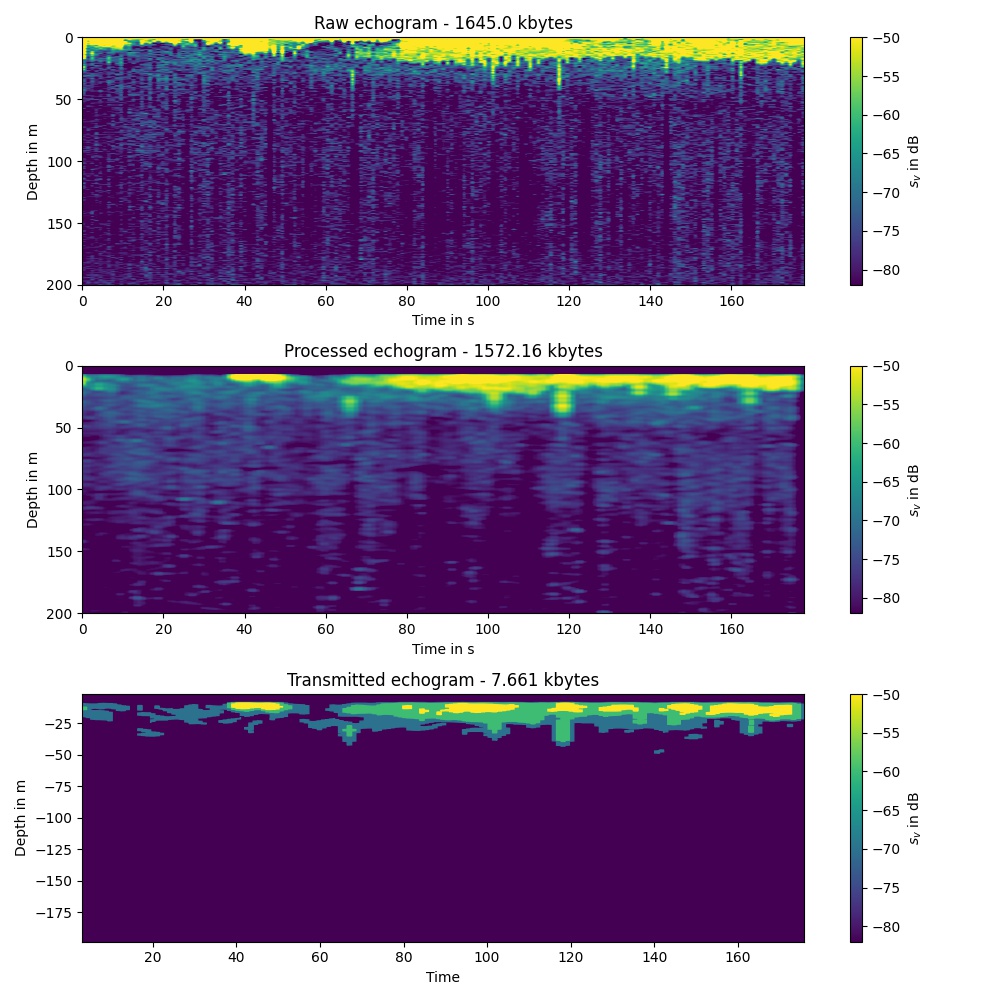 Raw echogram - 1645.0 kbytes
0
50
100
150
200
Depth in m
0 20 40 60 80 100 120 140 160
Time in s
−50
−55
−60
−65
−70
−75
−80
sᵥ in dB
Processed echogram - 1572.16 kbytes
0
50
100
150
200
Depth in m
0 20 40 60 80 100 120 140 160
Time in s
−50
−55
−60
−65
−70
−75
−80
sᵥ in dB
Transmitted echogram - 7.661 kbytes
−25
−50
−75
−100
−125
−150
−175
Depth in m
20 40 60 80 100 120 140 160
Time
−50
−55
−60
−65
−70
−75
−80
sᵥ in dB